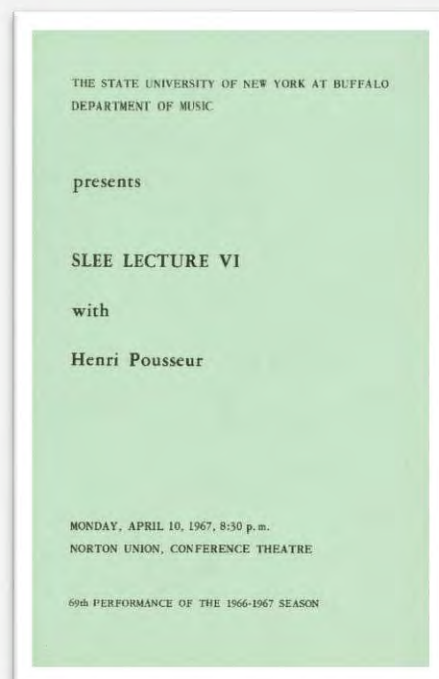 THE STATE UNIVERSITY OF NEW YORK AT BUFFALO
DEPARTMENT OF MUSIC
presents
SLEE LECTURE VI
with
Henri Pousseur
MONDAY, APRIL 10, 1967, 8:30 p.m.
NORTON UNION, CONFERENCE THEATRE
69th PERFORMANCE OF THE 1966-1967 SEASON